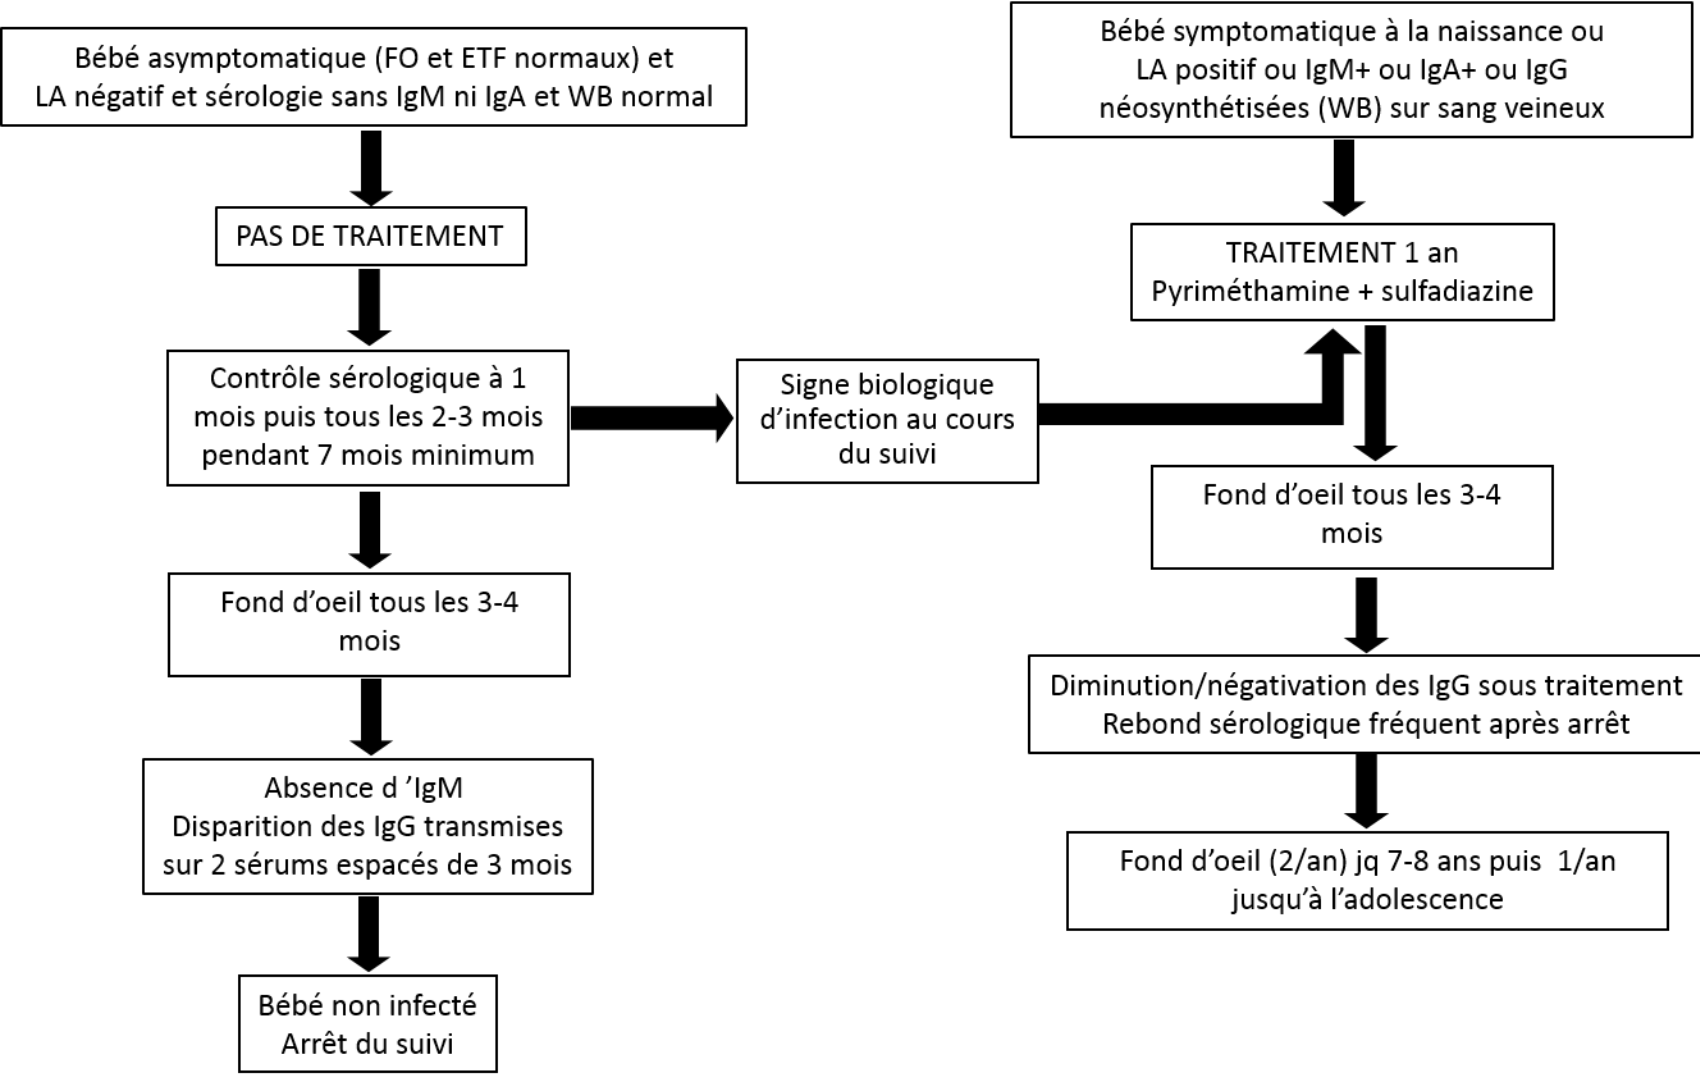 Bébé asymptomatique (FO et ETF normaux) et
LA négatif et sérologie sans IgM ni IgA et WB normal
PAS DE TRAITEMENT
Contrôle sérologique à 1
mois puis tous les 2-3 mois
pendant 7 mois minimum
Fond d’oeil tous les 3-4
mois
Absence d ’IgM
Disparition des IgG transmises
sur 2 sérums espacés de 3 mois
Bébé non infecté
Arrêt du suivi
Signe biologique
d’infection au cours
du suivi
Bébé symptomatique à la naissance ou
LA positif ou IgM+ ou IgA+ ou IgG
néosynthétisées (WB) sur sang veineux
TRAITEMENT 1 an
Pyriméthamine + sulfadiazine
Fond d’oeil tous les 3-4
mois
Diminution/négativation des IgG sous traitement
Rebond sérologique fréquent après arrêt
Fond d’oeil (2/an) jq 7-8 ans puis  1/an
jusqu’à l’adolescence